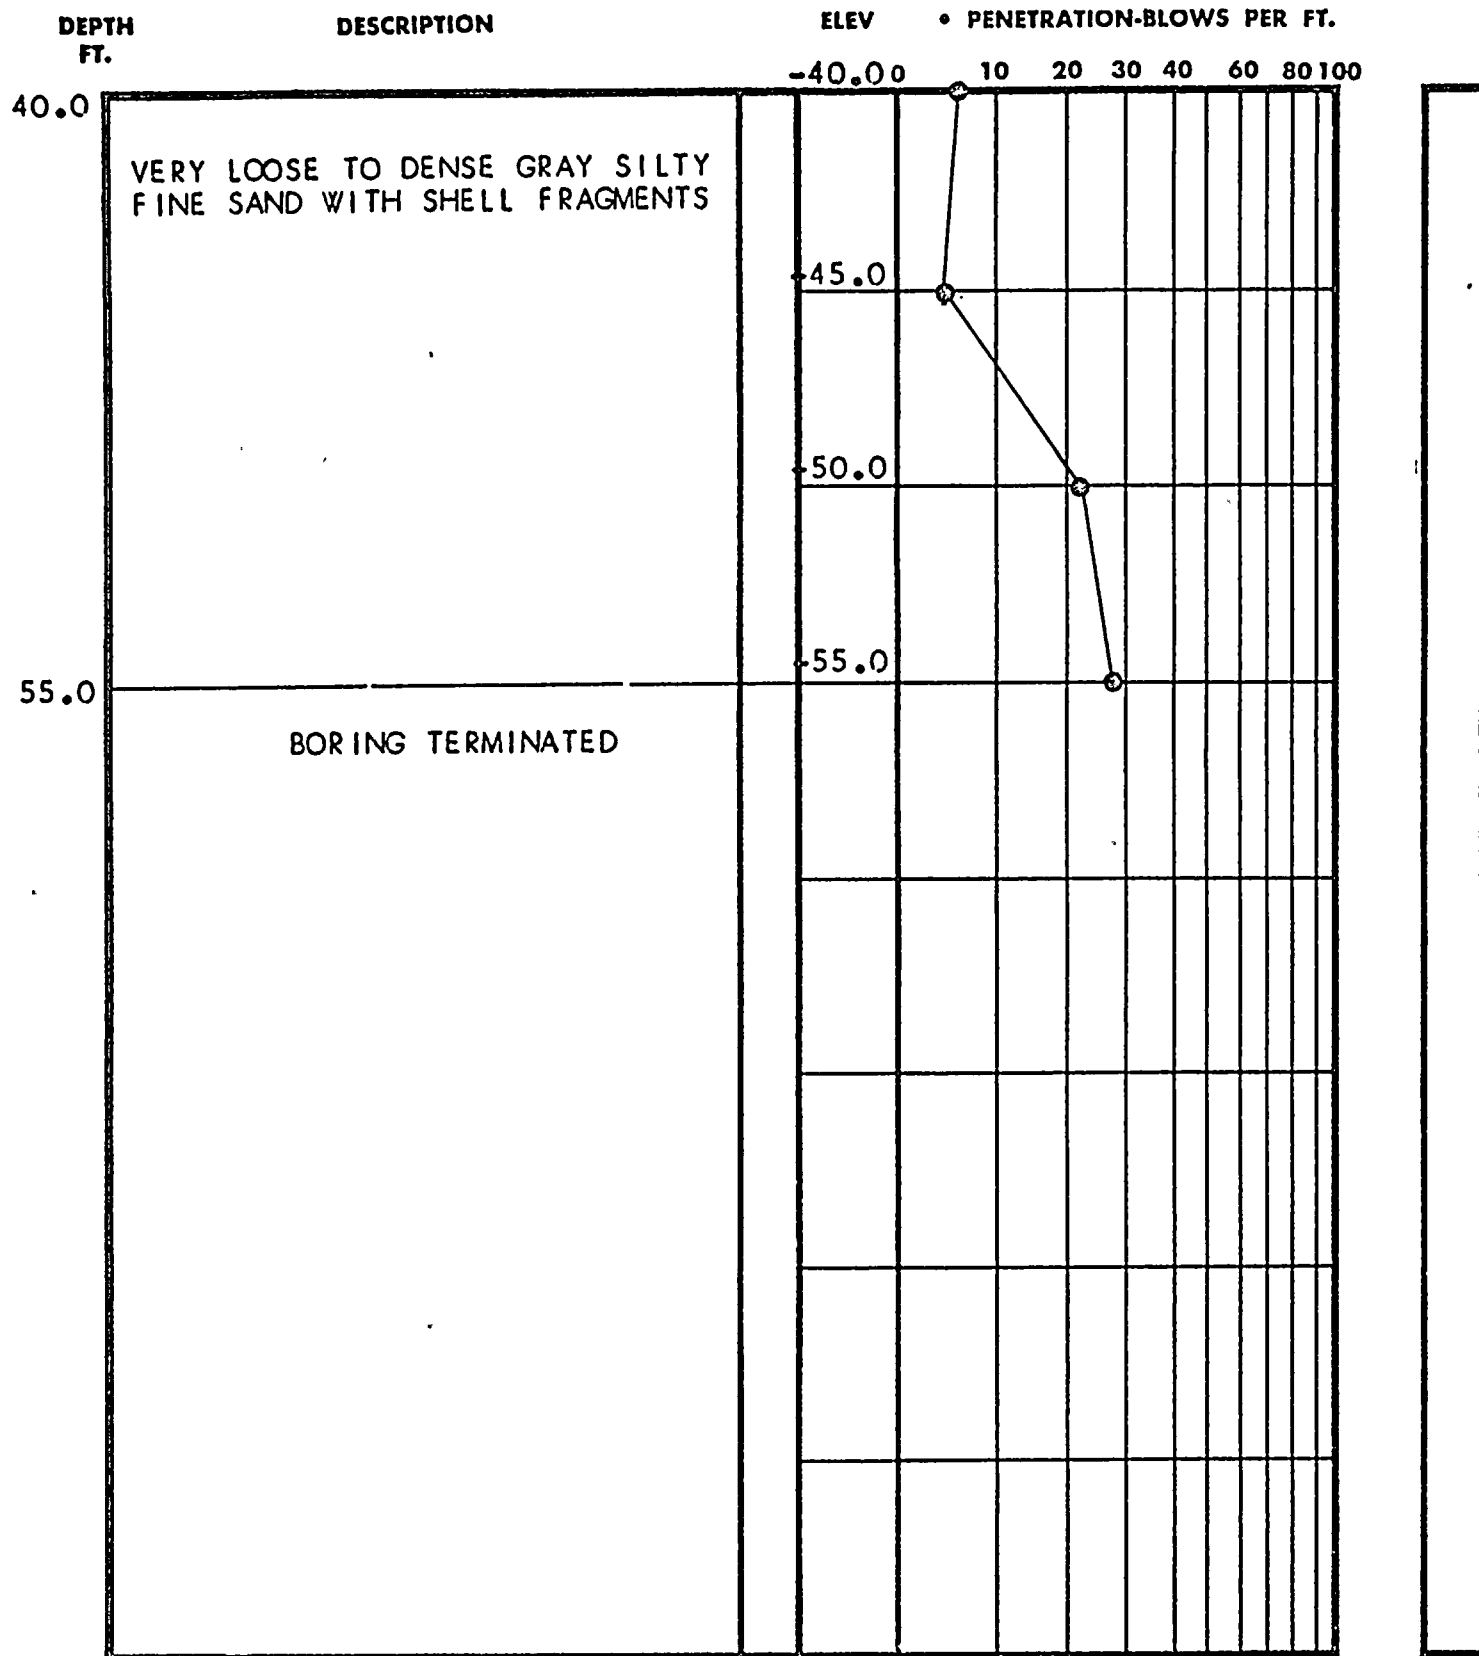 DEPTH FT. DESCRIPTION ELEV • PENETRATION-BLOWS PER FT.
-40.0 0 10 20 30 40 60 80 100
40.0
VERY LOOSE TO DENSE GRAY SILTY
FINE SAND WITH SHELL FRAGMENTS
-45.0
-50.0
-55.0
55.0
BORING TERMINATED